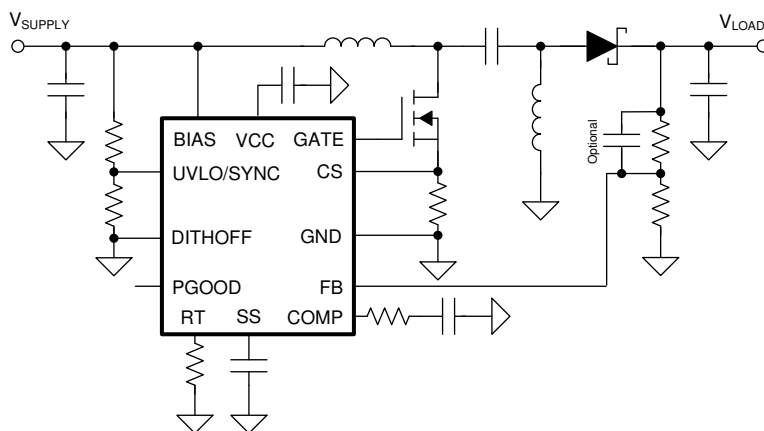 VSUPPLY
VLOAD
BIAS
VCC
GATE
UVLO/SYNC
CS
DITHOFF
GND
PGOOD
FB
RT
SS
COMP
Optional